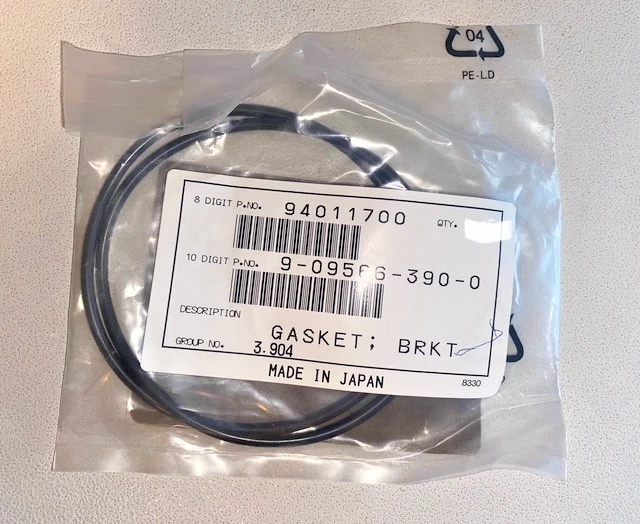 04
PE-LD
8 DIGIT P.NO. 94011700 QTY.
10 DIGIT P.NO. 9-09566-390-0
DESCRIPTION
GASKET; BRKT
GROUP NO. 3.904
MADE IN JAPAN 8330